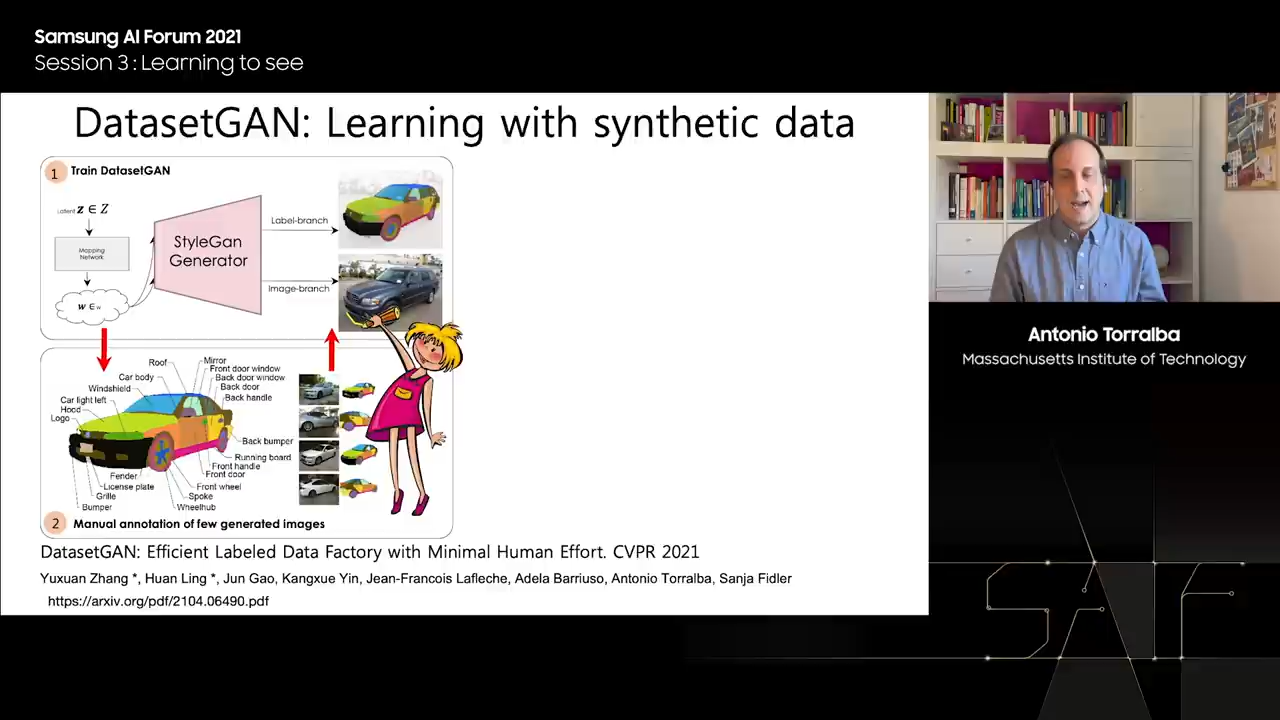 Samsung AI Forum 2021
Session 3 : Learning to see
DatasetGAN: Learning with synthetic data
1 Train DatasetGAN
Latent z ∈ Z
Mapping
Network
w ∈ w
StyleGan
Generator
Label-branch
Image-branch
Roof
Mirror
Front door window
Car body
Back door window
Windshield
Back door
Back handle
Car light left
Hood
Logo
Back bumper
Running board
Front handle
Front door
Fender
License plate
Front wheel
Grille
Spoke
Bumper
Wheelhub
2 Manual annotation of few generated images
DatasetGAN: Efficient Labeled Data Factory with Minimal Human Effort. CVPR 2021
Yuxuan Zhang *, Huan Ling *, Jun Gao, Kangxue Yin, Jean-Francois Lafleche, Adela Barriuso, Antonio Torralba, Sanja Fidler
https://arxiv.org/pdf/2104.06490.pdf
Antonio Torralba
Massachusetts Institute of Technology